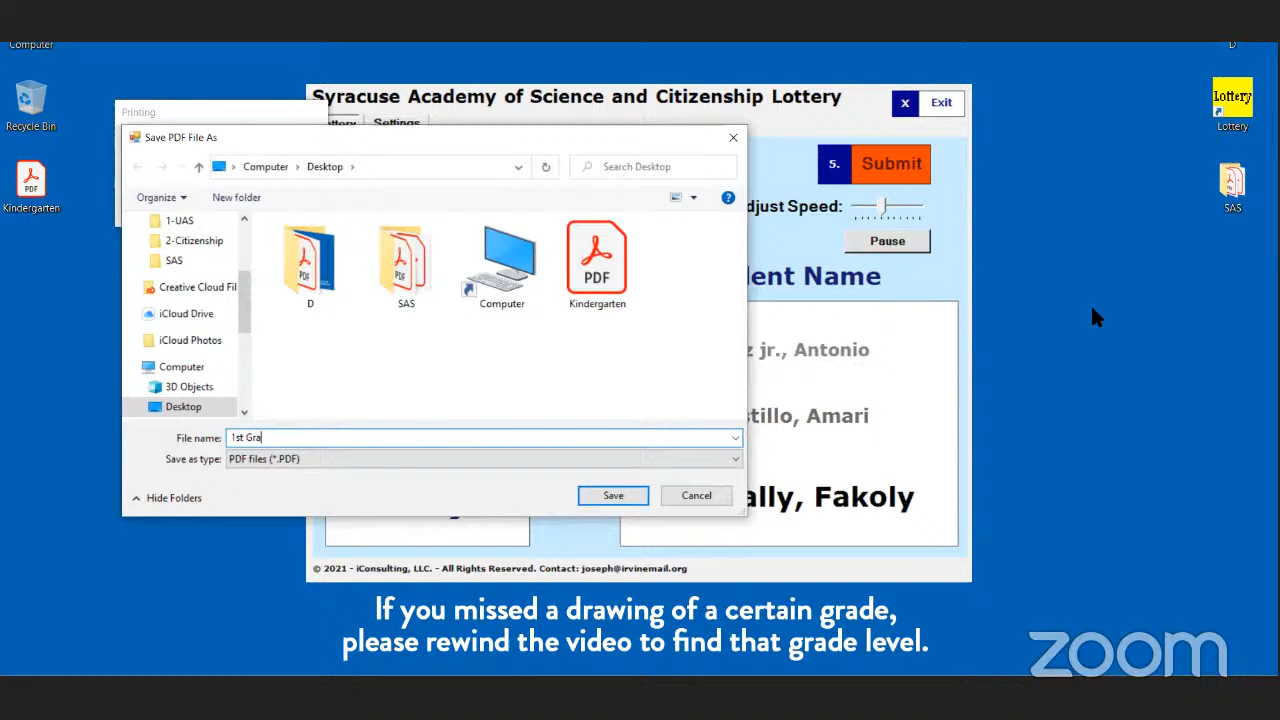 Computer
D
Recycle Bin
PDF
Kindergarten
Lottery
Lottery
SAS
Syracuse Academy of Science and Citizenship Lottery
X
Exit
Settings
Printing
Save PDF File As
Computer
Desktop
Search Desktop
Organize
New folder
1-UAS
2-Citizenship
SAS
Creative Cloud Fil
iCloud Drive
iCloud Photos
Computer
3D Objects
Desktop
PDF
D
PDF
SAS
Computer
PDF
Kindergarten
File name:
1st Gra
Save as type:
PDF files (*.PDF)
Hide Folders
Save
Cancel
5.
Submit
djust Speed:
Pause
dent Name
z jr., Antonio
stillo, Amari
ally, Fakoly
© 2021 - iConsulting, LLC. - All Rights Reserved. Contact: joseph@irvinemail.org
If you missed a drawing of a certain grade,
please rewind the video to find that grade level.
zoom